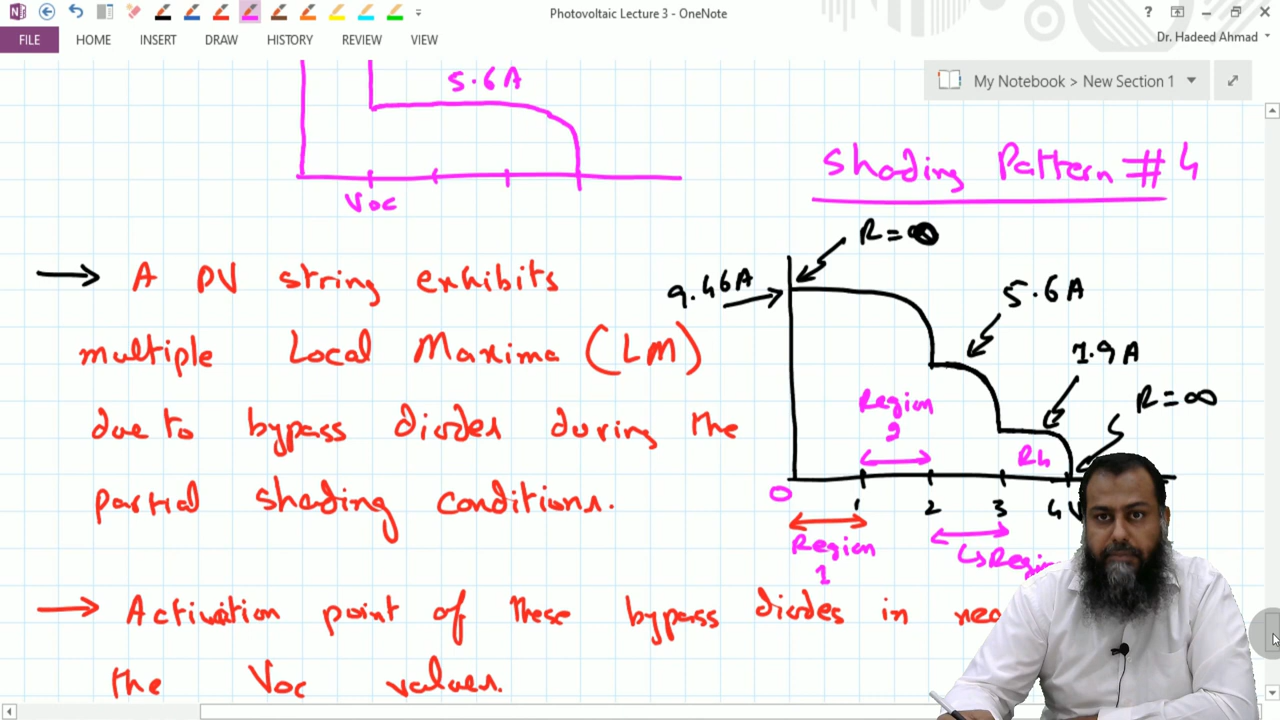 Photovoltaic Lecture 3 - OneNote
Dr. Hadeed Ahmad
FILE
HOME
INSERT
DRAW
HISTORY
REVIEW
VIEW
My Notebook > New Section 1
5.6A
Voc
Shading Pattern #4
R=∞
9.46A
5.6A
1.9A
R=∞
Region
2
R4
0
1
2
3
4V
Region
1
↳Region
→ A PV string exhibits
multiple Local Maxima (LM)
due to bypass diodes during the
partial shading conditions.
→ Activation point of these bypass diodes in
the Voc values.